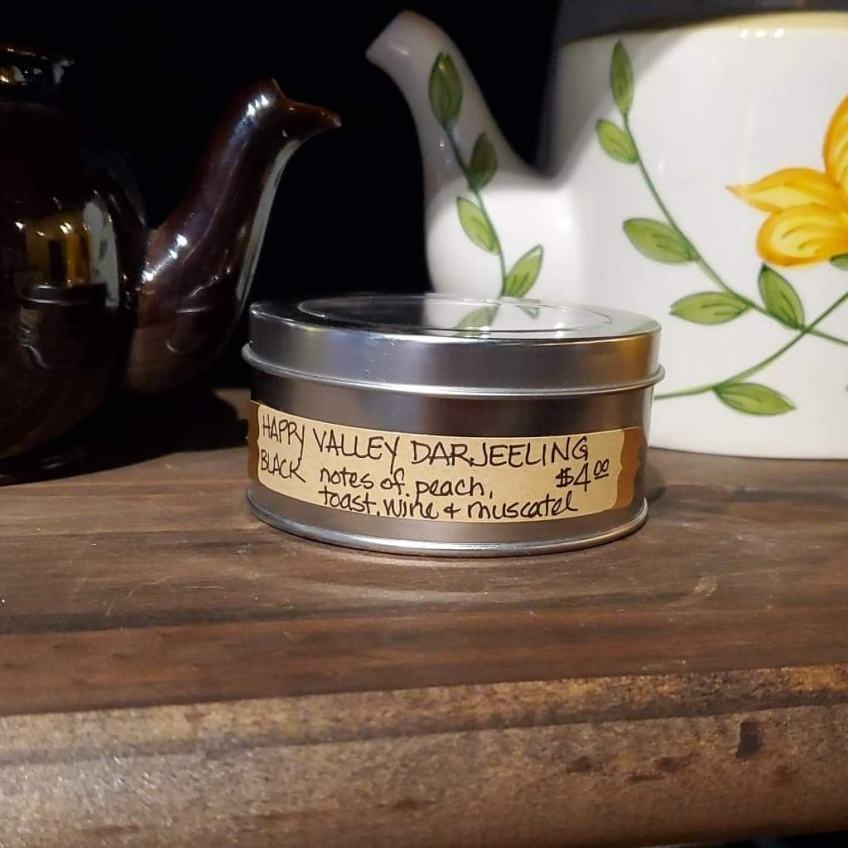 HAPPY VALLEY DARJEELING
BLACK notes of peach, $4.00
toast, wine & muscatel